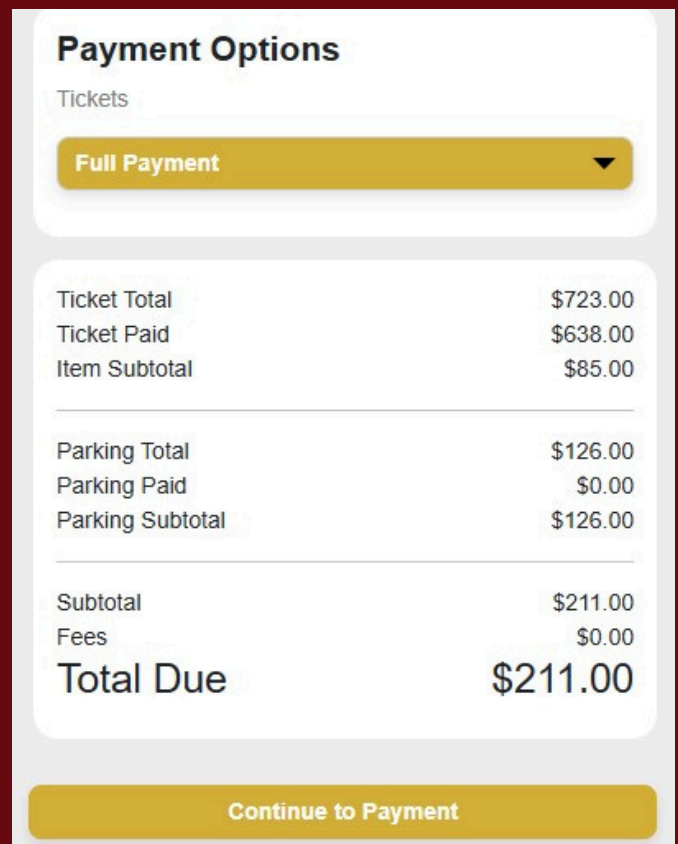 Payment Options
Tickets
Full Payment
Ticket Total $723.00
Ticket Paid $638.00
Item Subtotal $85.00
Parking Total $126.00
Parking Paid $0.00
Parking Subtotal $126.00
Subtotal $211.00
Fees $0.00
Total Due $211.00
Continue to Payment